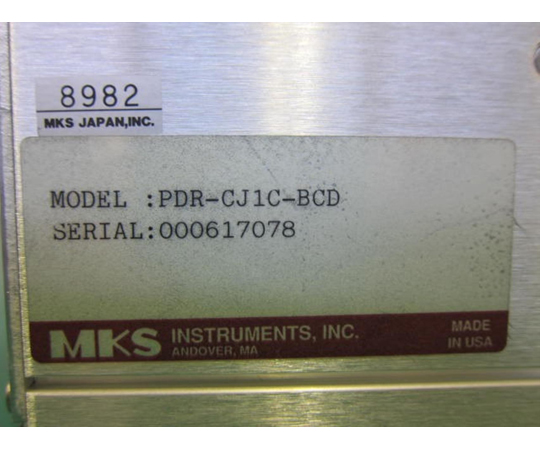 8982
MKS JAPAN,INC.
MODEL :PDR-CJ1C-BCD
SERIAL:000617078
MKS INSTRUMENTS, INC.
ANDOVER, MA
MADE
IN USA